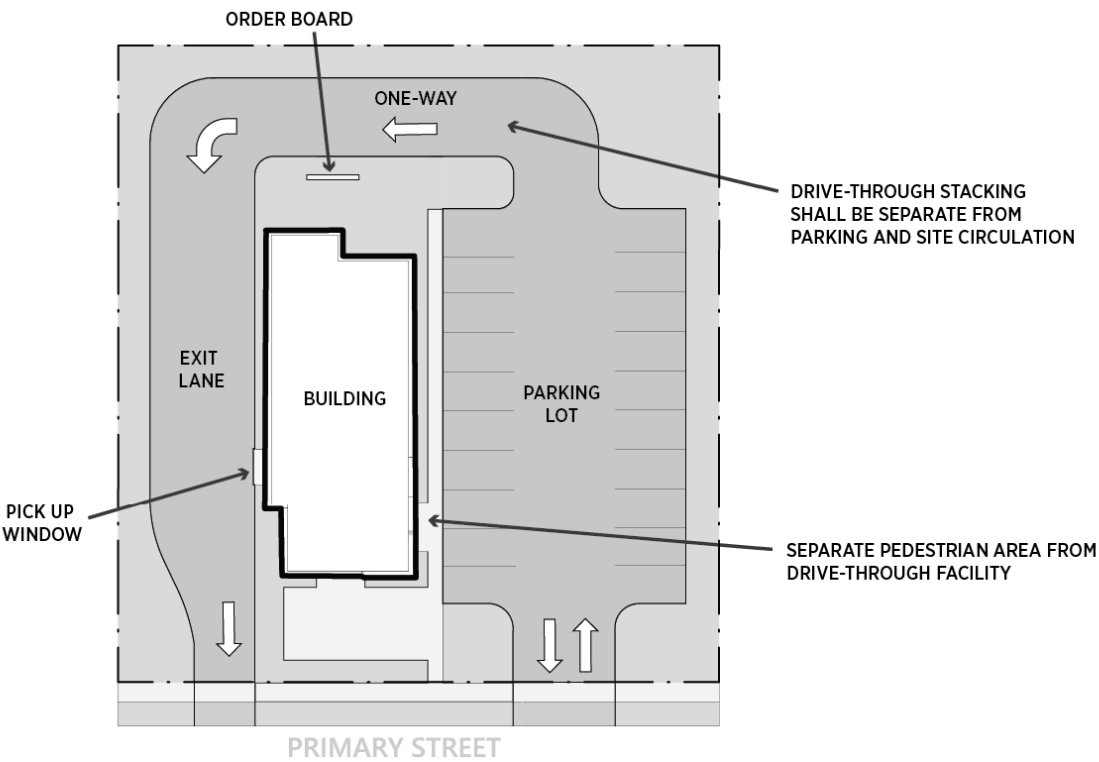 ORDER BOARD
ONE-WAY
DRIVE-THROUGH STACKING
SHALL BE SEPARATE FROM
PARKING AND SITE CIRCULATION
EXIT
LANE
BUILDING
PARKING
LOT
PICK UP
WINDOW
SEPARATE PEDESTRIAN AREA FROM
DRIVE-THROUGH FACILITY
PRIMARY STREET